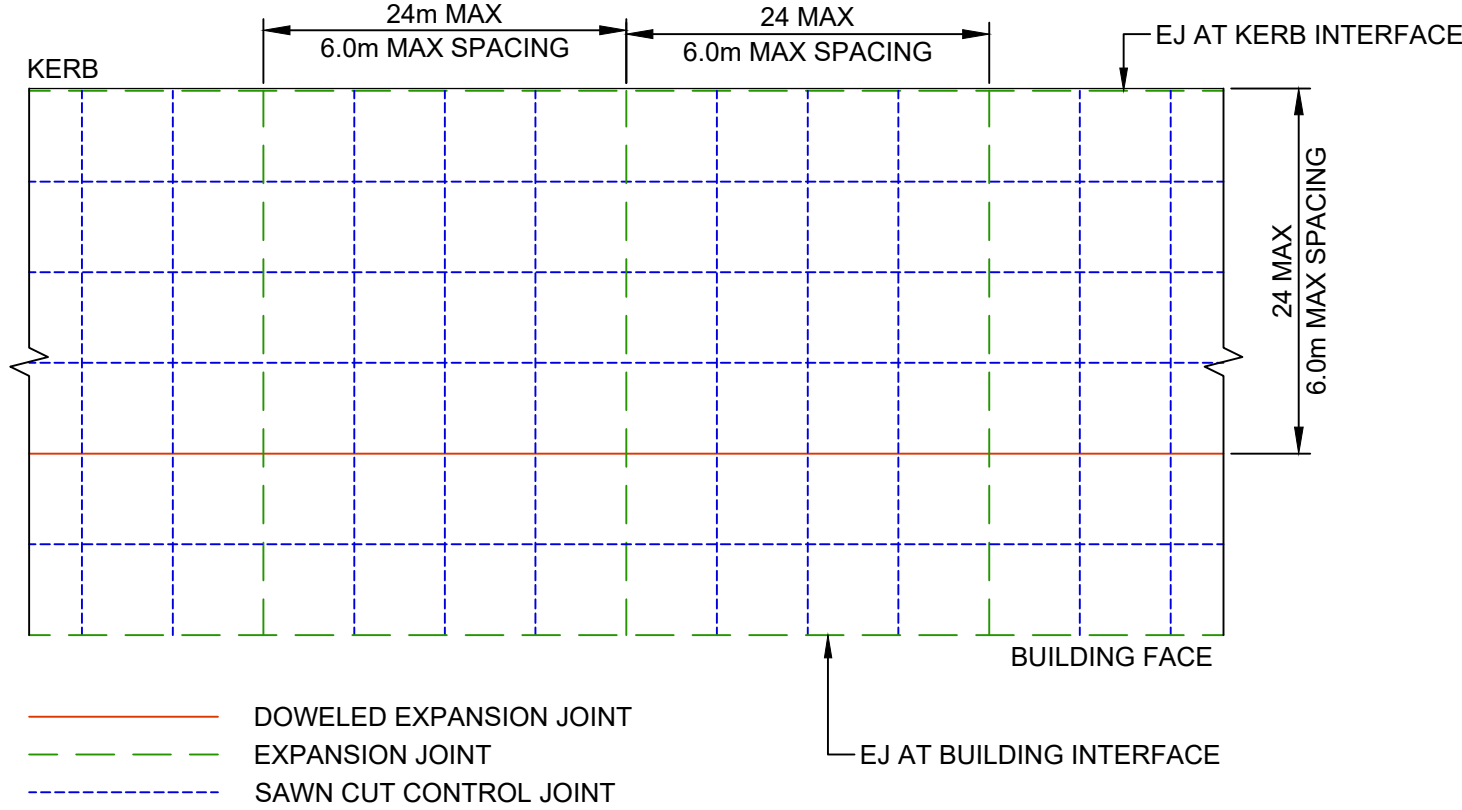 24m MAX
6.0m MAX SPACING
24 MAX
6.0m MAX SPACING
EJ AT KERB INTERFACE
KERB
24 MAX
6.0m MAX SPACING
BUILDING FACE
DOWELED EXPANSION JOINT
EXPANSION JOINT
EJ AT BUILDING INTERFACE
SAWN CUT CONTROL JOINT